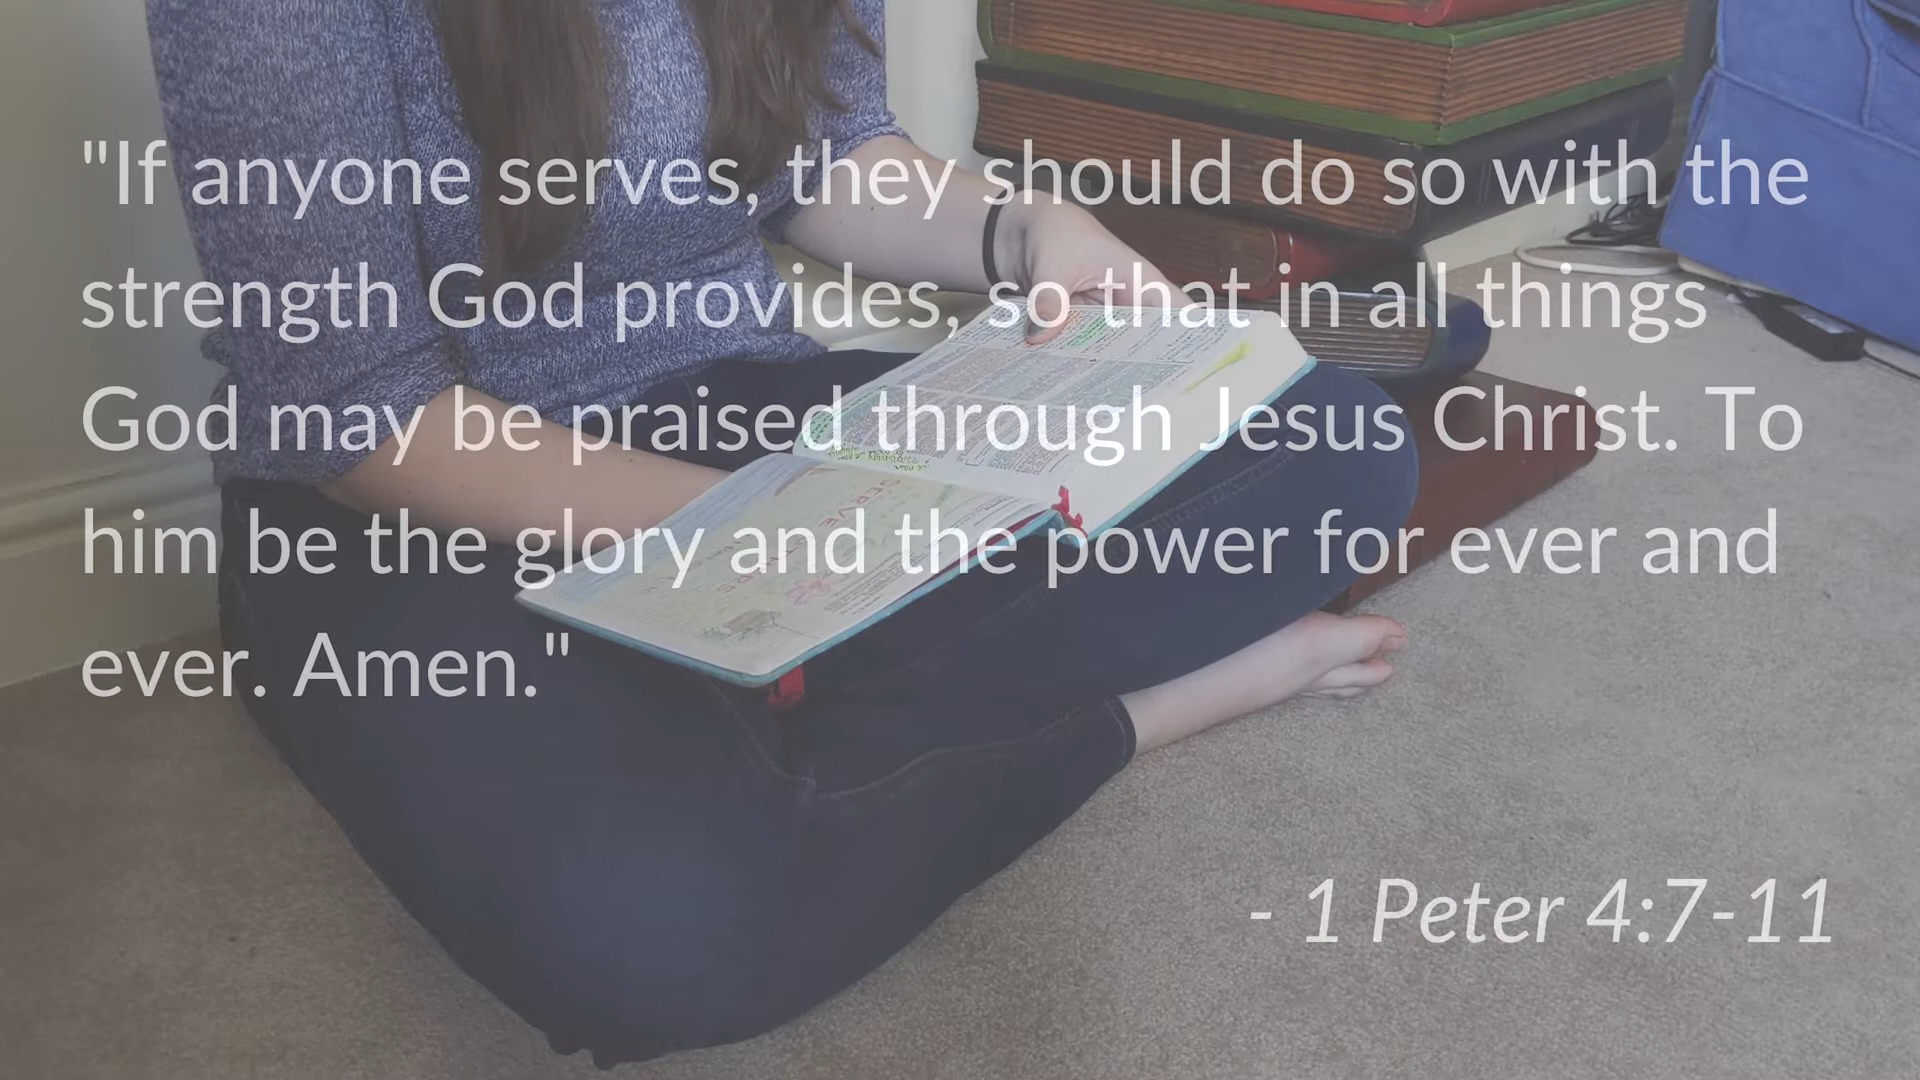 "If anyone serves, they should do so with the
strength God provides, so that in all things
God may be praised through Jesus Christ. To
him be the glory and the power for ever and
ever. Amen."
- 1 Peter 4:7-11
SERVE